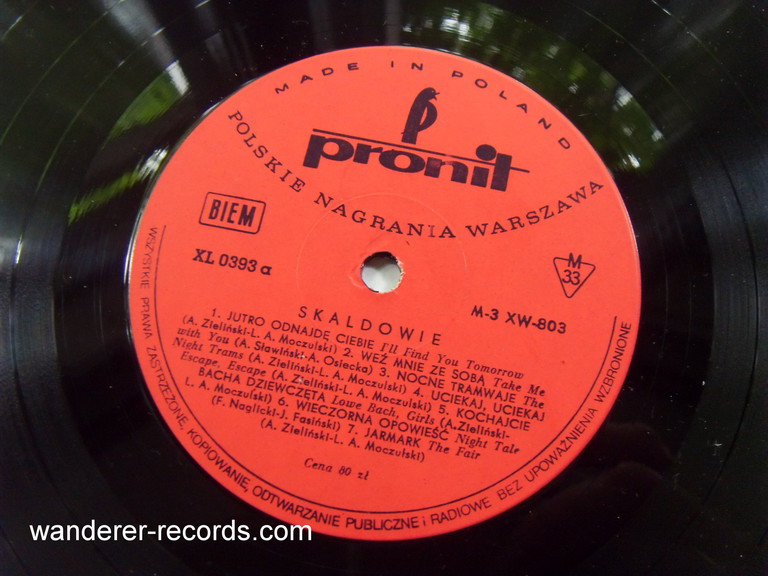 MADE IN POLAND
pronit
POLSKIE NAGRANIA WARSZAWA
BIEM
XL 0393 a
M
33
M-3 XW-803
SKALDOWIE
1. JUTRO ODNAJDĘ CIEBIE I'll Find You Tomorrow
(A. Zieliński-L. A. Moczulski) 2. WEŹ MNIE ZE SOBĄ Take Me
with You (A. Sławiński-A. Osiecka) 3. NOCNE TRAMWAJE The
Night Trams (A. Zieliński-L. A. Moczulski) 4. UCIEKAJ, UCIEKAJ
Escape, Escape (A. Zieliński-L. A. Moczulski) 5. KOCHAJCIE
BACHA DZIEWCZĘTA Lowe Bach, Girls (A.Zieliński-
L. A. Moczulski) 6. WIECZORNA OPOWIEŚĆ Night Tale
(F. Naglicki-J. Fasiński) 7. JARMARK The Fair
(A. Zieliński-L. A. Moczulski)
Cena 80 zł
WSZYSTKIE PRAWA ZASTRZEŻONE, KOPIOWANIE, ODTWARZANIE PUBLICZNE i RADIOWE BEZ UPOWAŻNIENIA WZBRONIONE
wanderer-records.com